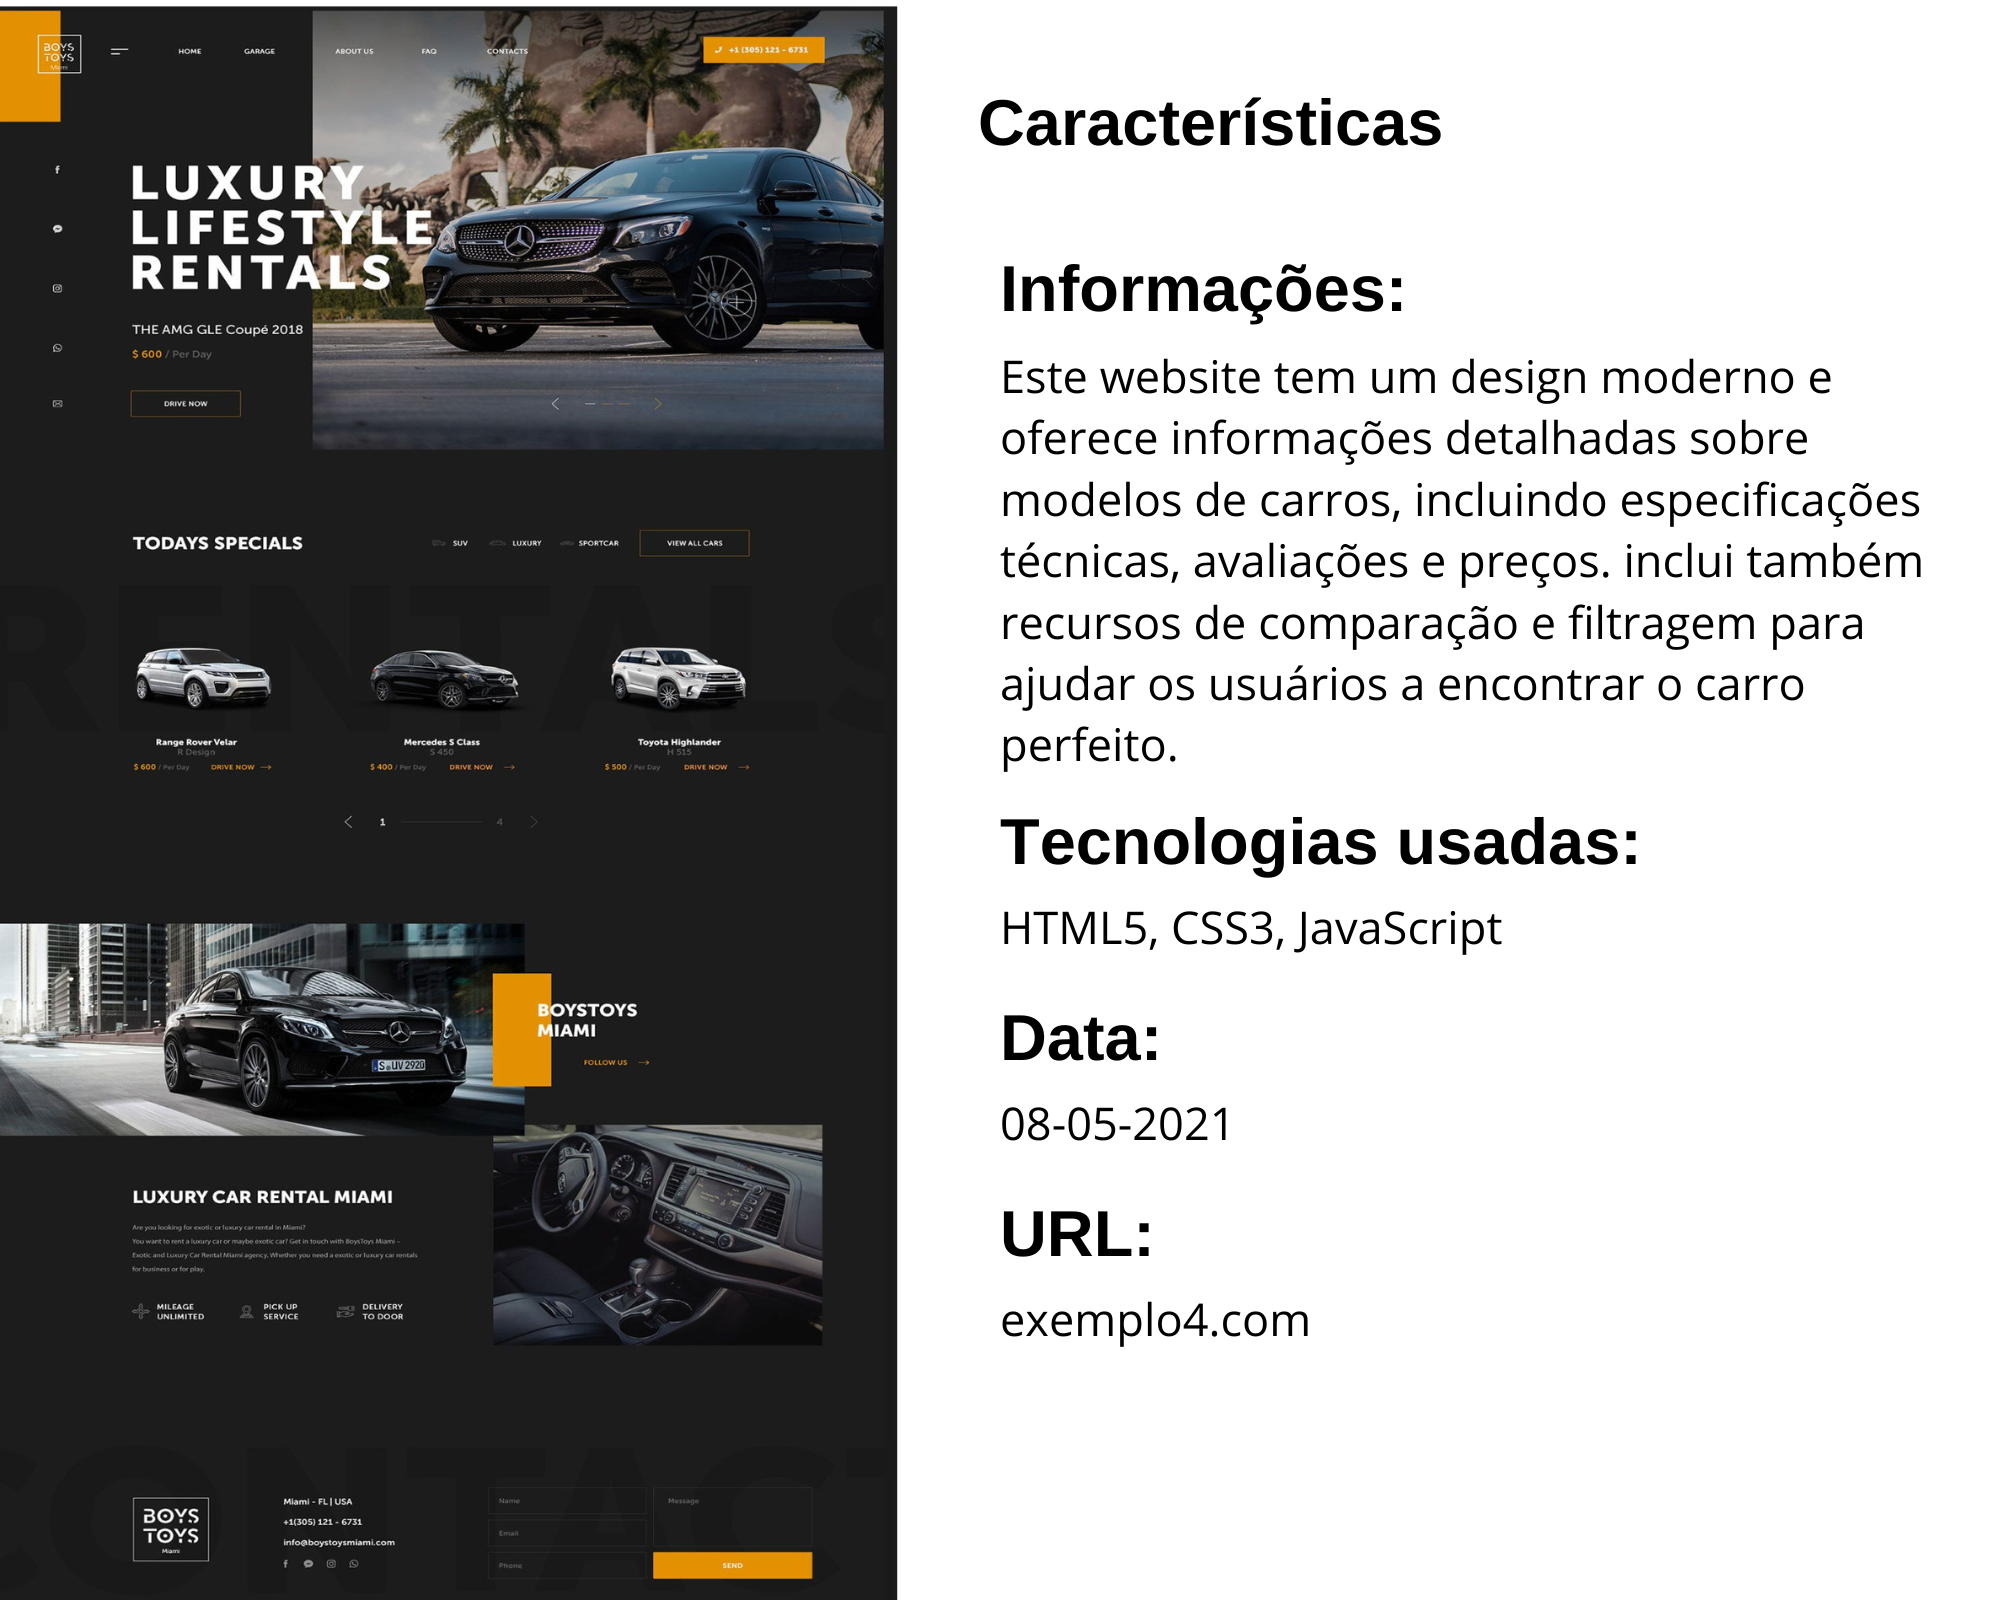 BOYS
TOYS
Miami
HOME
GARAGE
ABOUT US
FAQ
CONTACTS
+1 (305) 121 - 6731
LUXURY
LIFESTYLE
RENTALS
THE AMG GLE Coupé 2018
$ 600 / Per Day
DRIVE NOW
TODAYS SPECIALS
SUV
LUXURY
SPORTCAR
VIEW ALL CARS
RENTALS
Range Rover Velar
R Design
$ 600 / Per Day DRIVE NOW
Mercedes S Class
S 450
$ 400 / Per Day DRIVE NOW
Toyota Highlander
H 515
$ 500 / Per Day DRIVE NOW
1
4
S UV 2920
BOYSTOYS
MIAMI
FOLLOW US
LUXURY CAR RENTAL MIAMI
Are you looking for exotic or luxury car rental in Miami?
You want to rent a luxury car or maybe exotic car? Get in touch with BoysToys Miami –
Exotic and Luxury Car Rental Miami agency. Whether you need a exotic or luxury car rentals
for business or for play.
MILEAGE
UNLIMITED
PICK UP
SERVICE
DELIVERY
TO DOOR
CONTACT
BOYS
TOYS
Miami
Miami - FL | USA
+1(305) 121 - 6731
info@boystoysmiami.com
Name
Email
Phone
Message
SEND
Características
Informações:
Este website tem um design moderno e
oferece informações detalhadas sobre
modelos de carros, incluindo especificações
técnicas, avaliações e preços. inclui também
recursos de comparação e filtragem para
ajudar os usuários a encontrar o carro
perfeito.
Tecnologias usadas:
HTML5, CSS3, JavaScript
Data:
08-05-2021
URL:
exemplo4.com